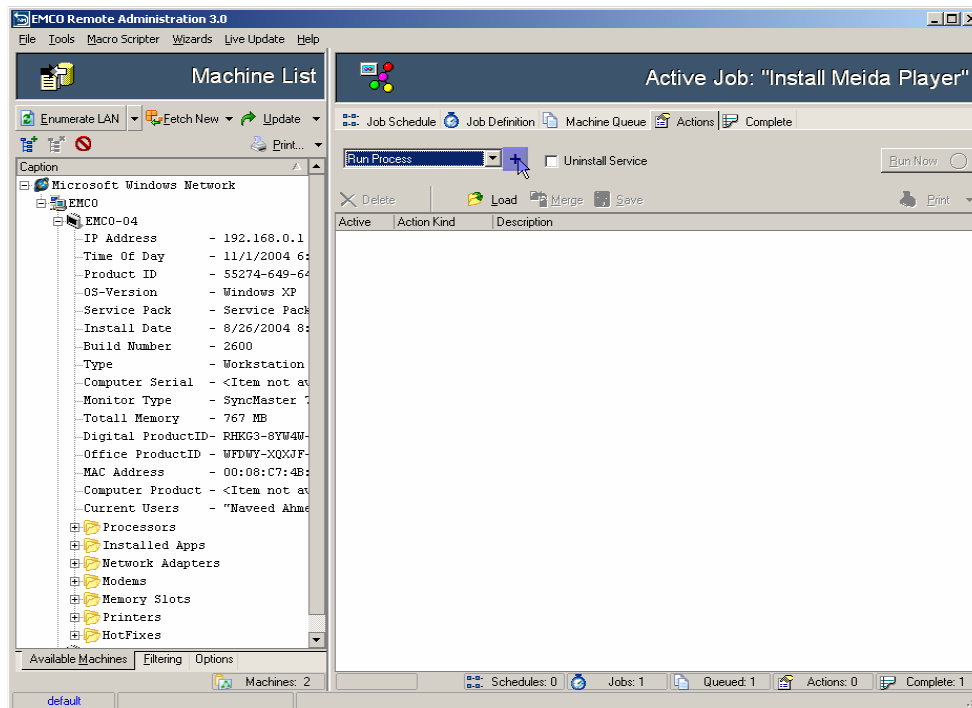 EMCO Remote Administration 3.0
File Tools Macro Scripter Wizards Live Update Help
Machine List
Active Job: "Install Meida Player"
Enumerate LAN Fetch New Update
Job Schedule Job Definition Machine Queue Actions Complete
Print...
Run Process
Uninstall Service
Run Now
Caption
Delete Load Merge Save Print
Active Action Kind Description
Microsoft Windows Network
EMCO
EMCO-04
IP Address - 192.168.0.1
Time Of Day - 11/1/2004 6:
Product ID - 55274-649-64
OS-Version - Windows XP
Service Pack - Service Pack
Install Date - 8/26/2004 8:
Build Number - 2600
Type - Workstation
Computer Serial - <Item not av
Monitor Type - SyncMaster 7
Totall Memory - 767 MB
Digital ProductID- RHKG3-8YW4W-
Office ProductID - WFDWY-XQXJF-
MAC Address - 00:08:C7:4B:
Computer Product - <Item not av
Current Users - "Naveed Ahme
Processors
Installed Apps
Network Adapters
Modems
Memory Slots
Printers
HotFixes
Available Machines Filtering Options
Machines: 2
Schedules: 0 Jobs: 1 Queued: 1 Actions: 0 Complete: 1
default